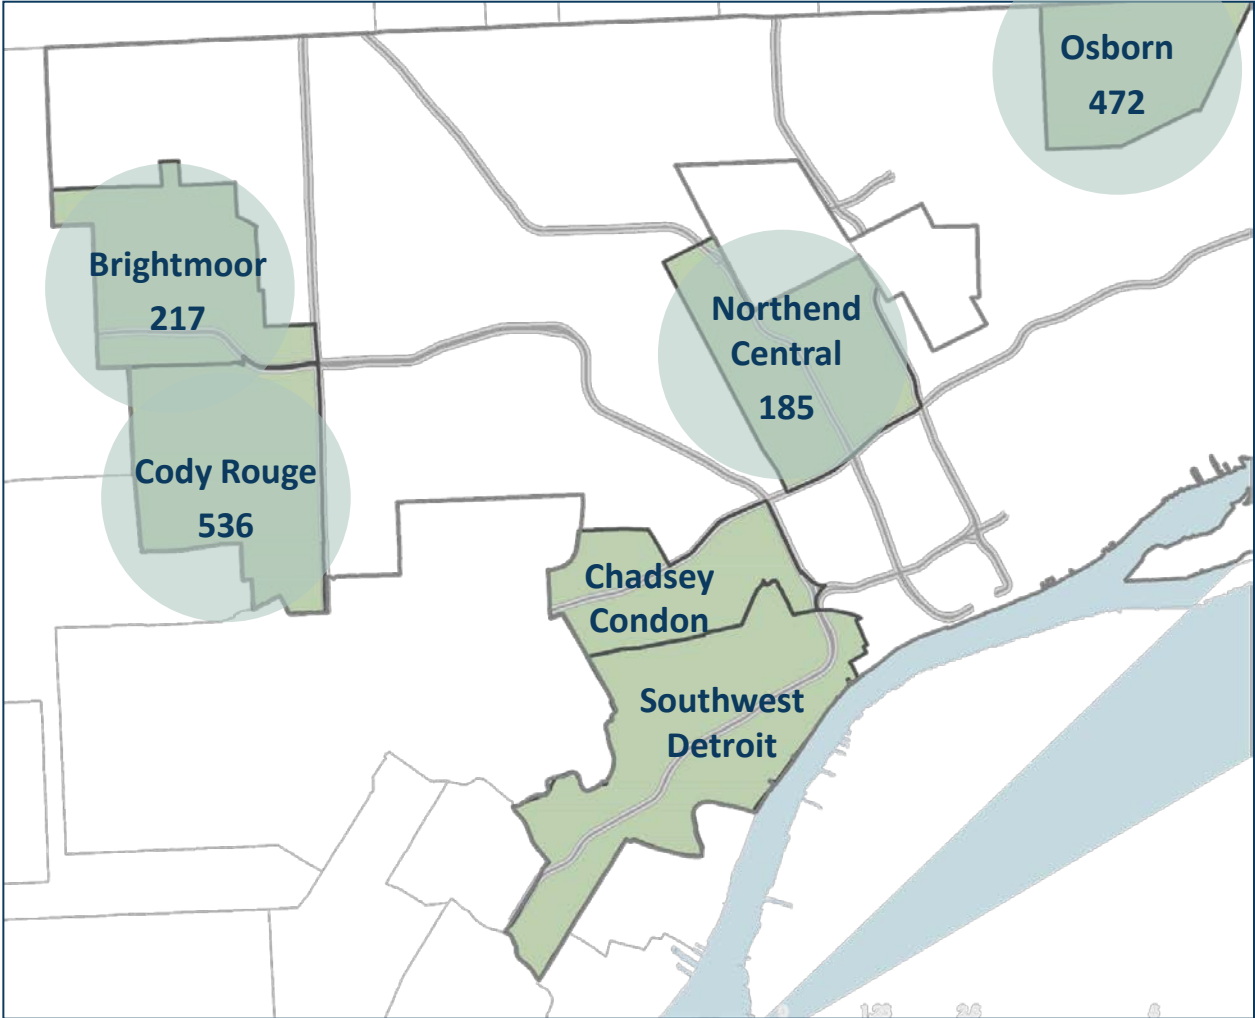 Osborn
472
Brightmoor
217
Northend
Central
185
Cody Rouge
536
Chadsey
Condon
Southwest
Detroit